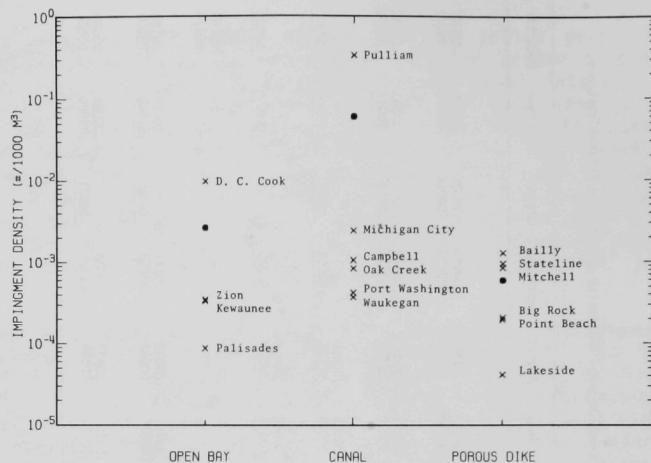 10⁰
Pulliam
10⁻¹
IMPINGMENT DENSITY (#/1000 M³)
10⁻²
D. C. Cook
Michigan City
Bailly
10⁻³
Campbell
Stateline
Oak Creek
Mitchell
Zion
Port Washington
Kewaunee
Waukegan
Big Rock
Point Beach
10⁻⁴
Palisades
Lakeside
10⁻⁵
OPEN BAY
CANAL
POROUS DIKE